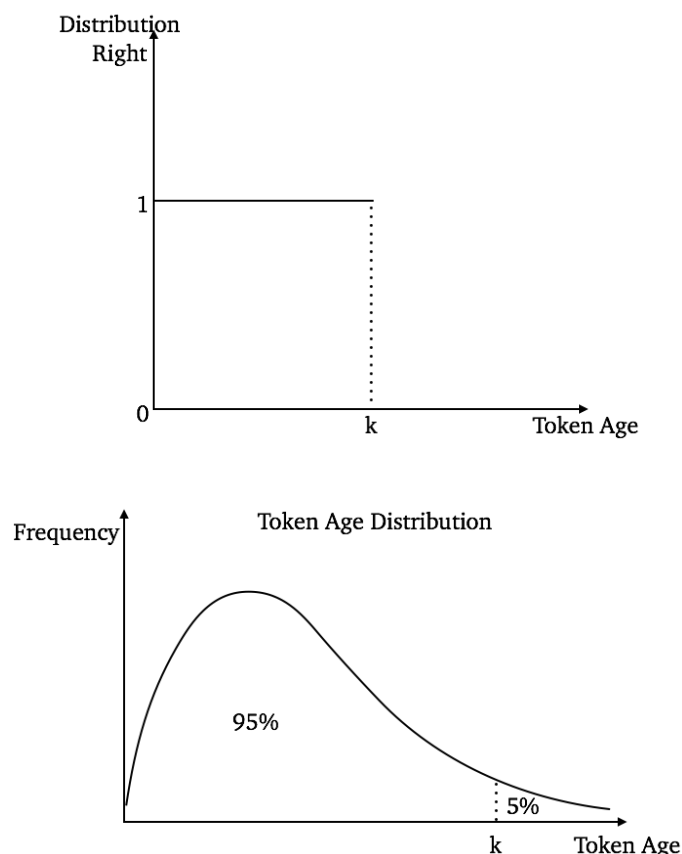 Distribution
Right
1
0
k
Token Age
Token Age Distribution
Frequency
95%
5%
k
Token Age